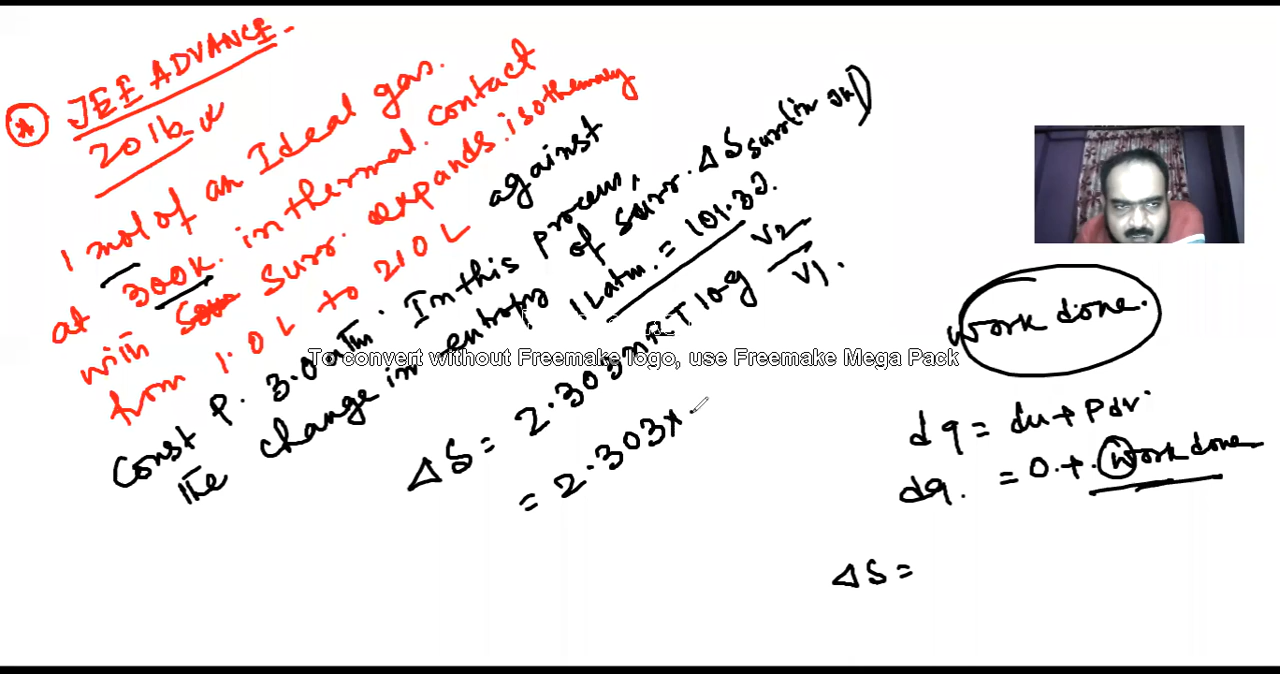 * JEE ADVANCE.
2016
1 mol of an Ideal gas.
at 300K. in thermal. contact
with Surr. expands. isothermaly
from 1.0 L to 210 L against
Const P. 3.0 atm. In this process,
the change in entropy of surr. ΔS surr (in J/K)
1 L atm. = 101.3 J.
ΔS = 2.303 nRT log V2/V1.
= 2.303 ×
To convert without Freemake logo, use Freemake Mega Pack
work done.
dq = du + Pdv.
dq. = 0 + . work done
ΔS =